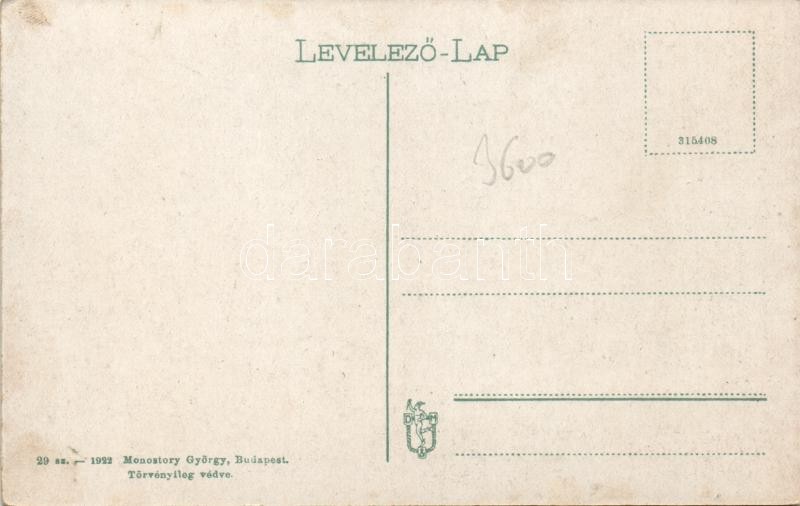 LEVELEZŐ-LAP
315408
3600
darabanth
D H
29 sz. — 1922 Monostory György, Budapest.
Törvényileg védve.